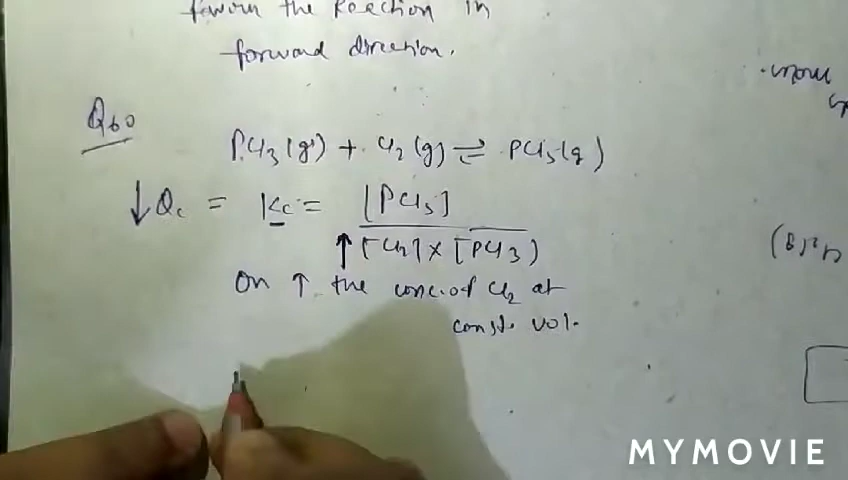 favour the Reaction in
forward direction.
Q60
PCl3(g) + Cl2(g) ⇌ PCl5(g)
↓Qc = Kc = [PCl5]
↑[Cl2] × [PCl3]
On ↑ the conc. of Cl2 at
const. vol.
MYMOVIE